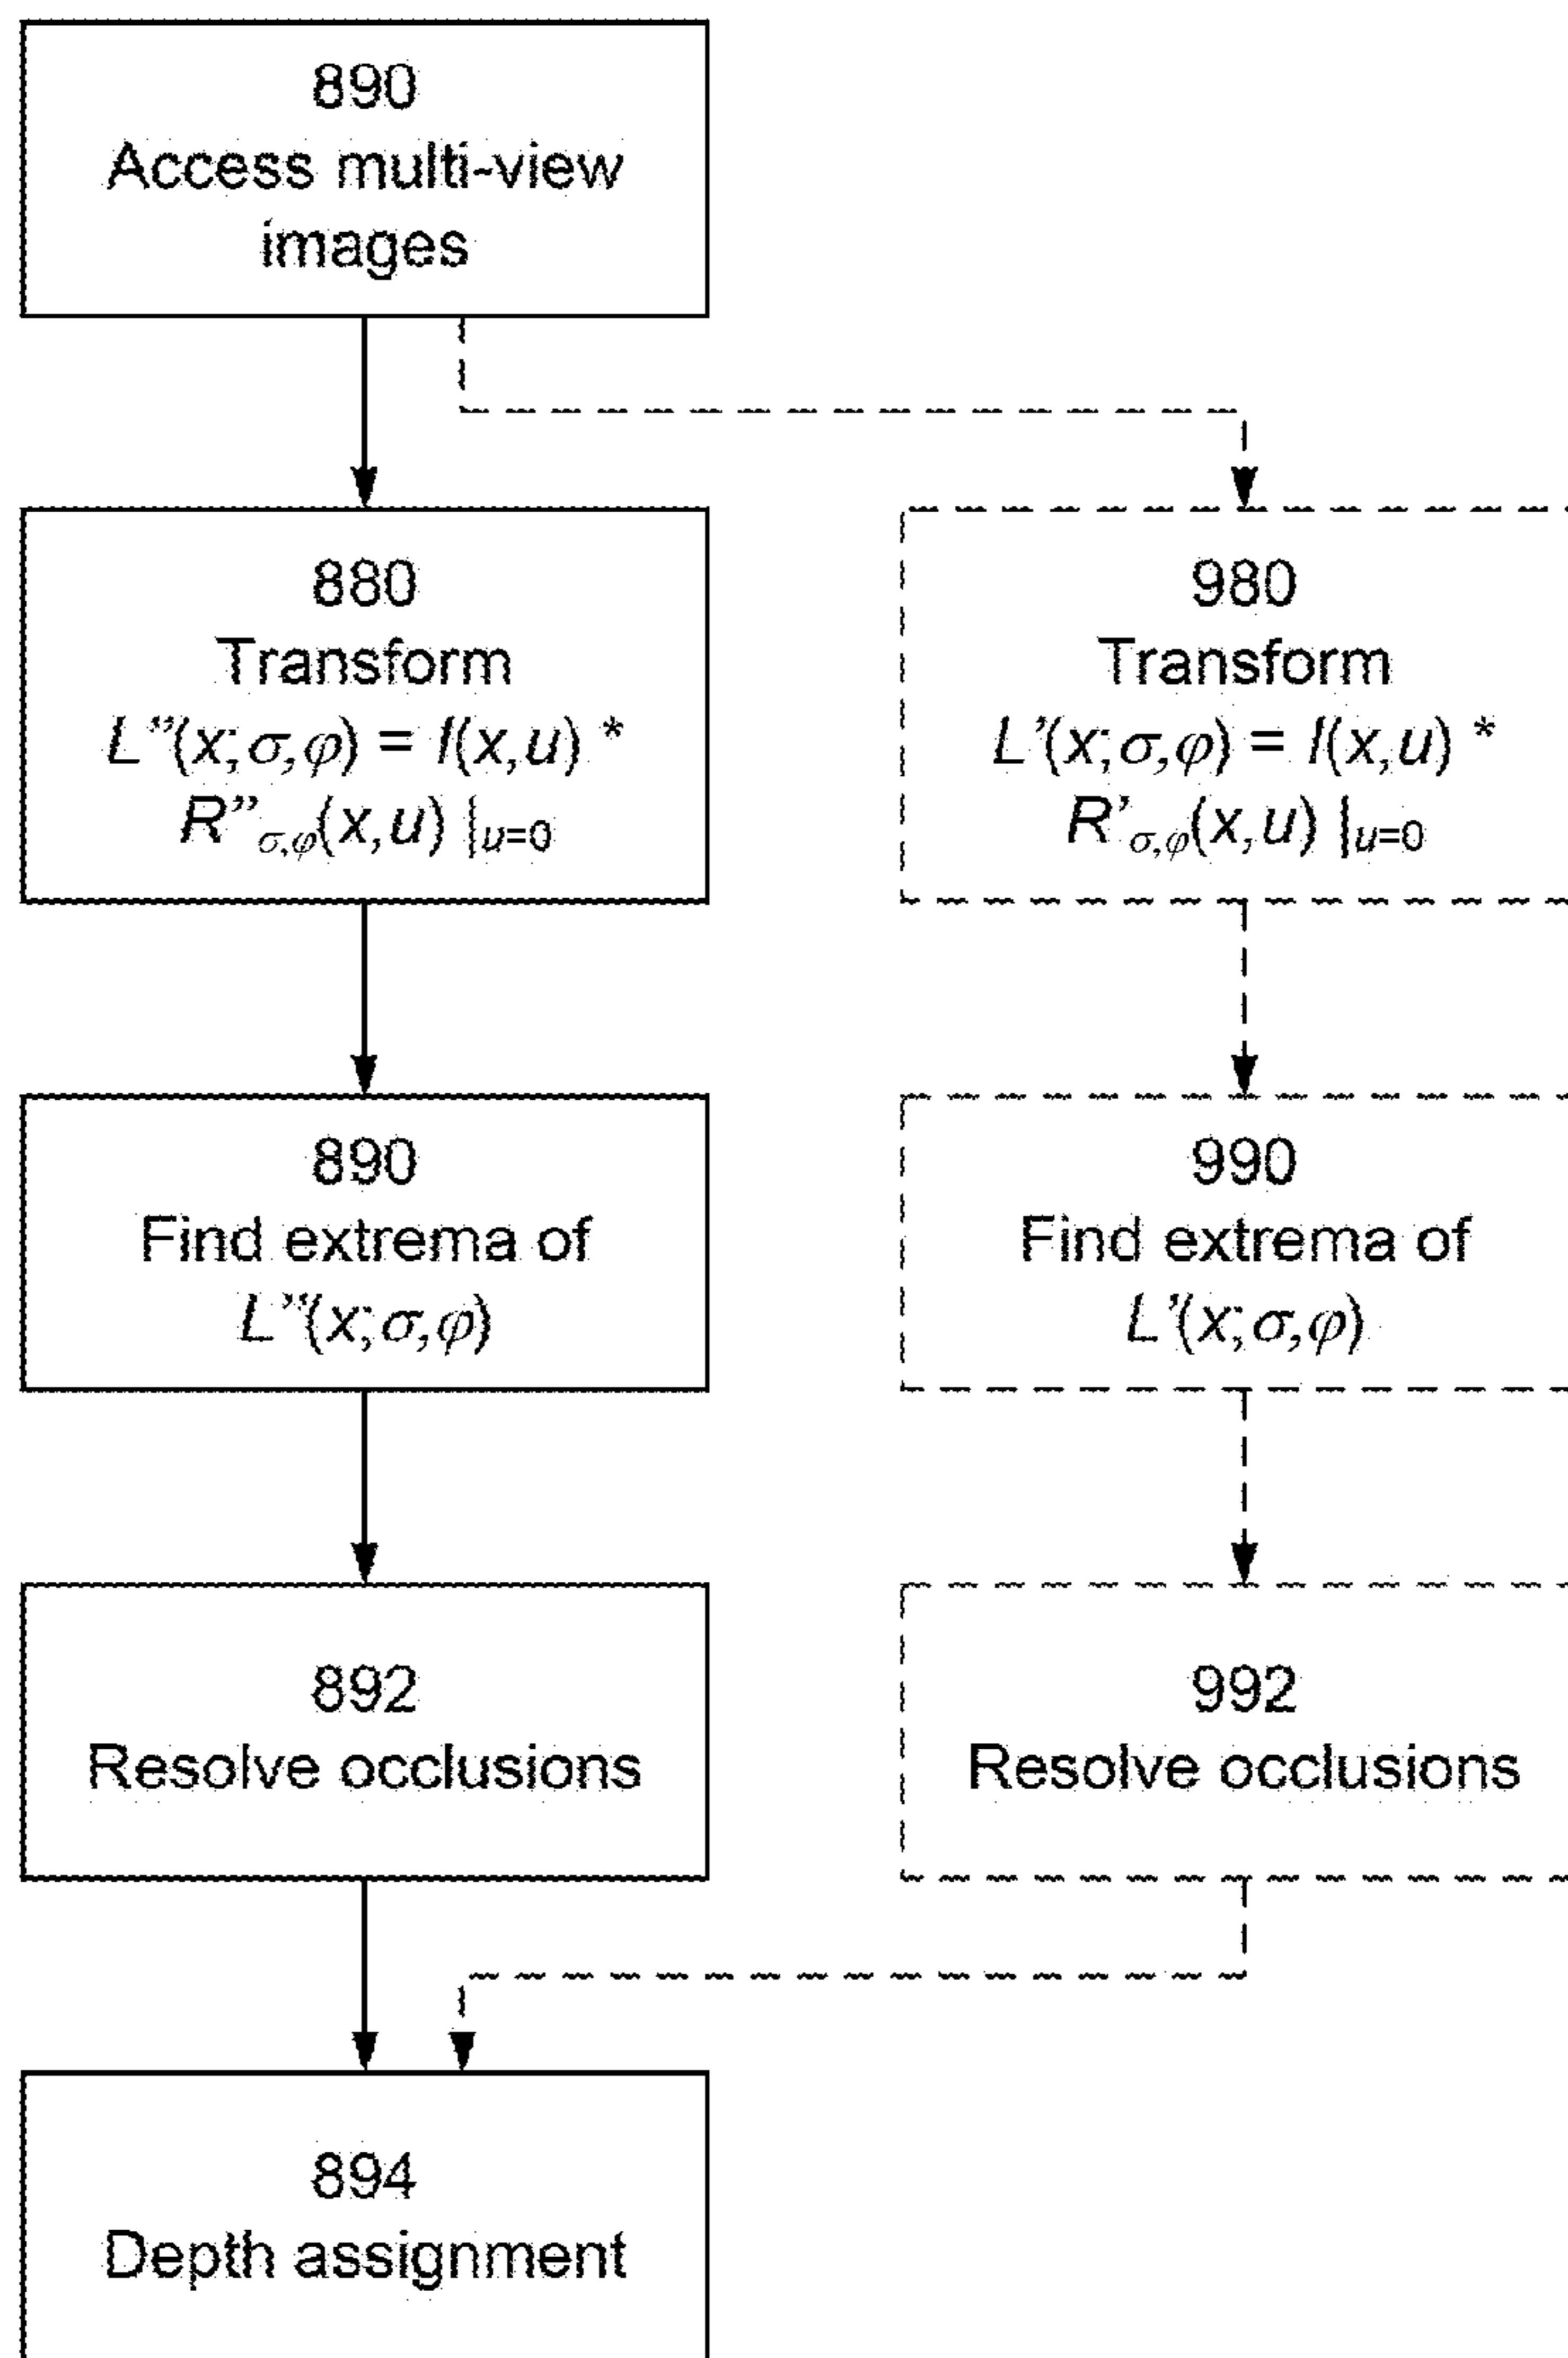 890
Access multi-view
images
880
Transform
L”(x;σ,φ) = I(x,u) *
R”σ,φ(x,u) |u=0
980
Transform
L’(x;σ,φ) = I(x,u) *
R’σ,φ(x,u) |u=0
890
Find extrema of
L”(x;σ,φ)
990
Find extrema of
L’(x;σ,φ)
892
Resolve occlusions
992
Resolve occlusions
894
Depth assignment